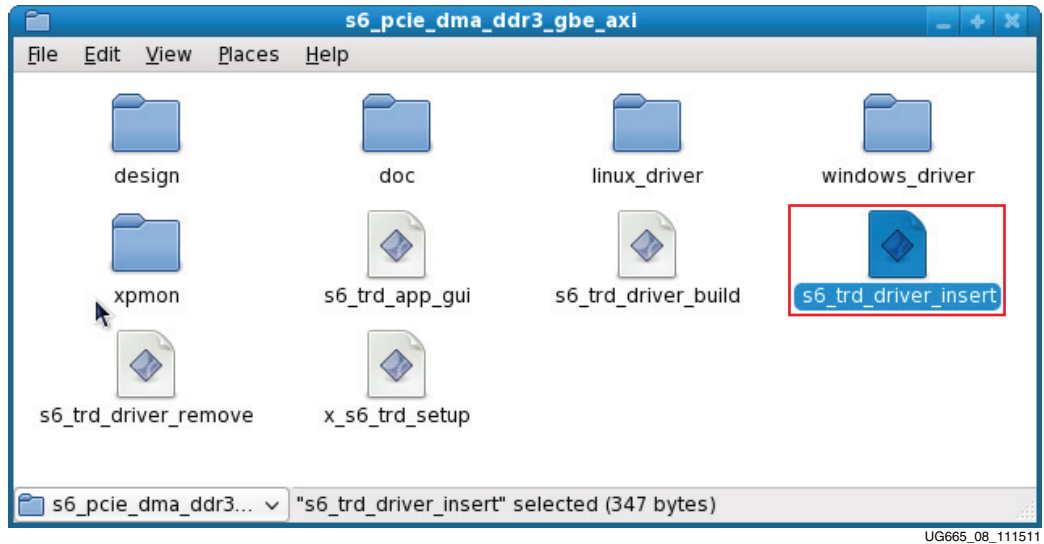 s6_pcie_dma_ddr3_gbe_axi
File Edit View Places Help
design doc linux_driver windows_driver
xpmon s6_trd_app_gui s6_trd_driver_build s6_trd_driver_insert
s6_trd_driver_remove x_s6_trd_setup
s6_pcie_dma_ddr3... "s6_trd_driver_insert" selected (347 bytes)
UG665_08_111511